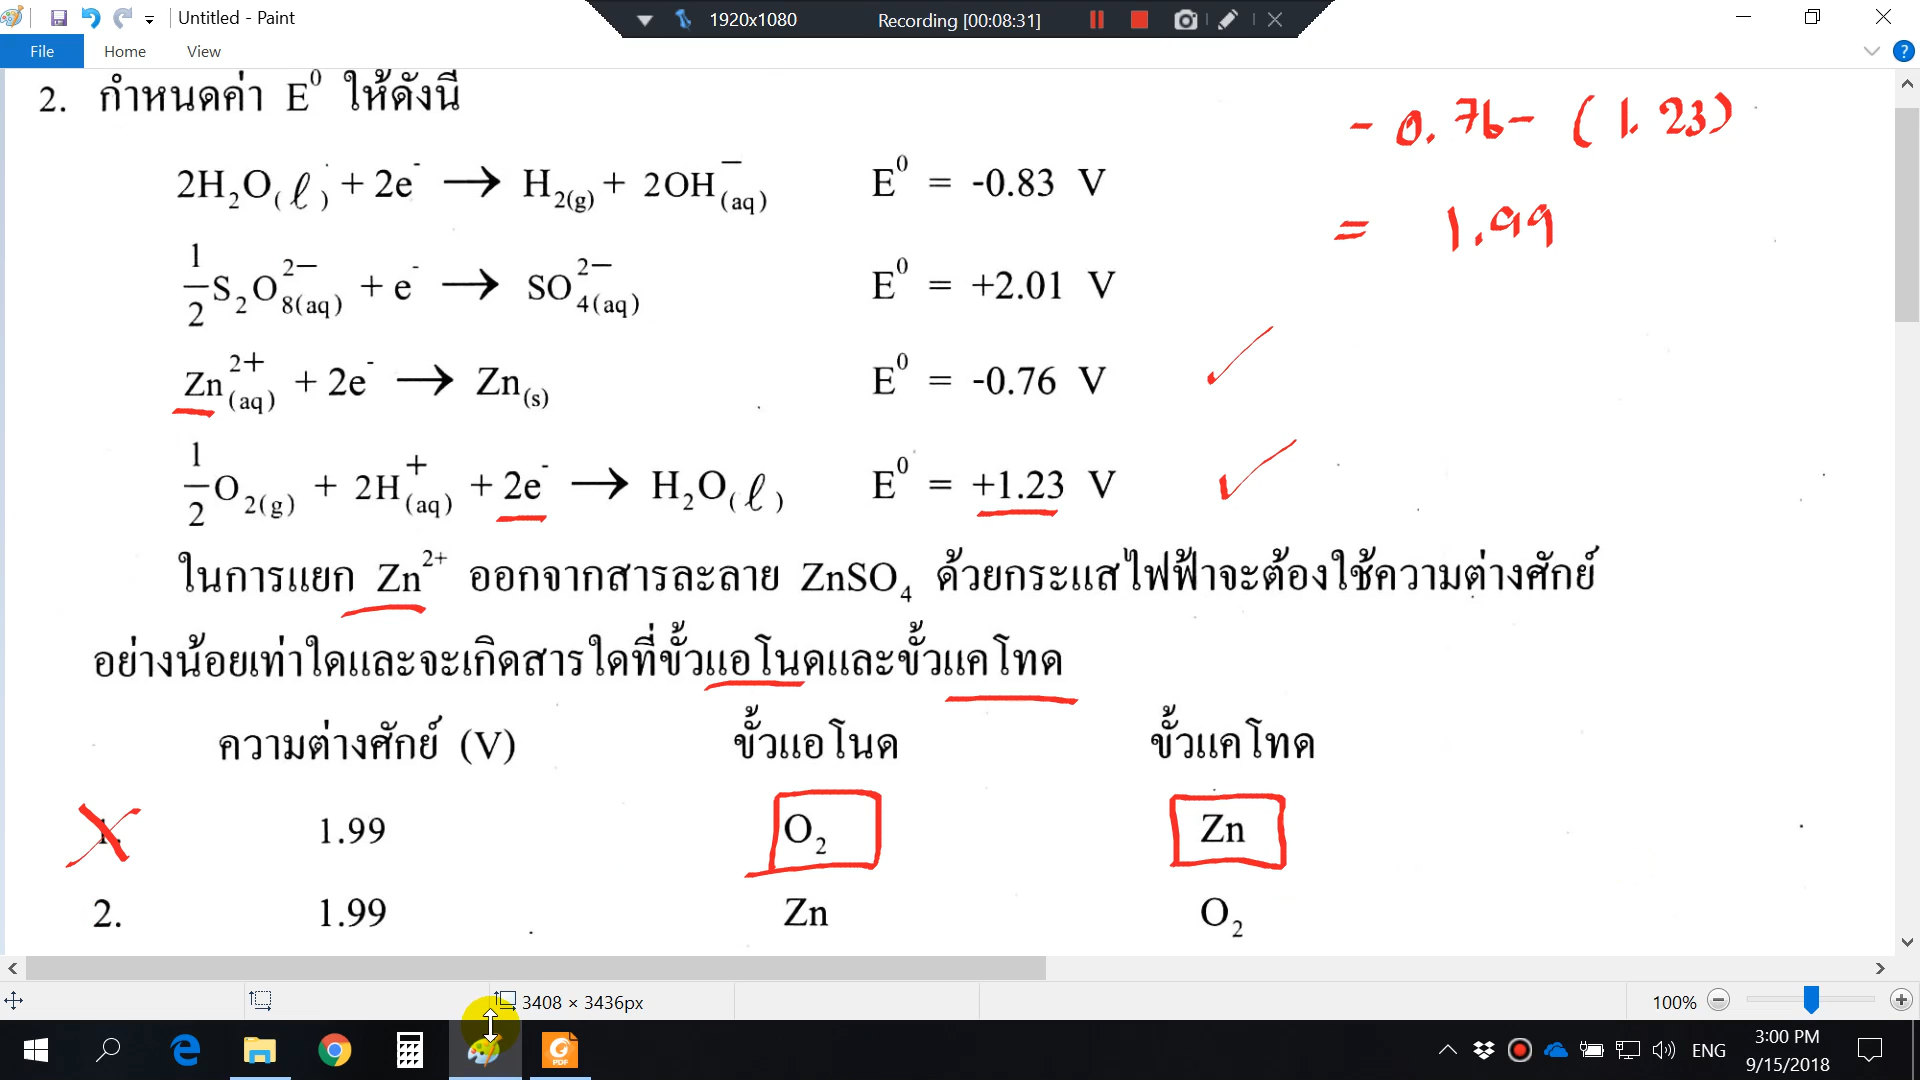 Untitled - Paint
1920x1080 Recording [00:08:31]
File Home View
2. กำหนดค่า E⁰ ให้ดังนี้
- 0.76 - (1.23)
= 1.99
2H₂O(ℓ) + 2e⁻ → H₂(g) + 2OH⁻(aq) E⁰ = -0.83 V
1/2 S₂O₈²⁻(aq) + e⁻ → SO₄²⁻(aq) E⁰ = +2.01 V
Zn²⁺(aq) + 2e⁻ → Zn(s) E⁰ = -0.76 V
1/2 O₂(g) + 2H⁺(aq) + 2e⁻ → H₂O(ℓ) E⁰ = +1.23 V
ในการแยก Zn²⁺ ออกจากสารละลาย ZnSO₄ ด้วยกระแสไฟฟ้าจะต้องใช้ความต่างศักย์
อย่างน้อยเท่าใดและจะเกิดสารใดที่ขั้วแอโนดและขั้วแคโทด
ความต่างศักย์ (V) ขั้วแอโนด ขั้วแคโทด
1. 1.99 O₂ Zn
2. 1.99 Zn O₂
3408 × 3436px 100%
PDF
ENG
3:00 PM
9/15/2018